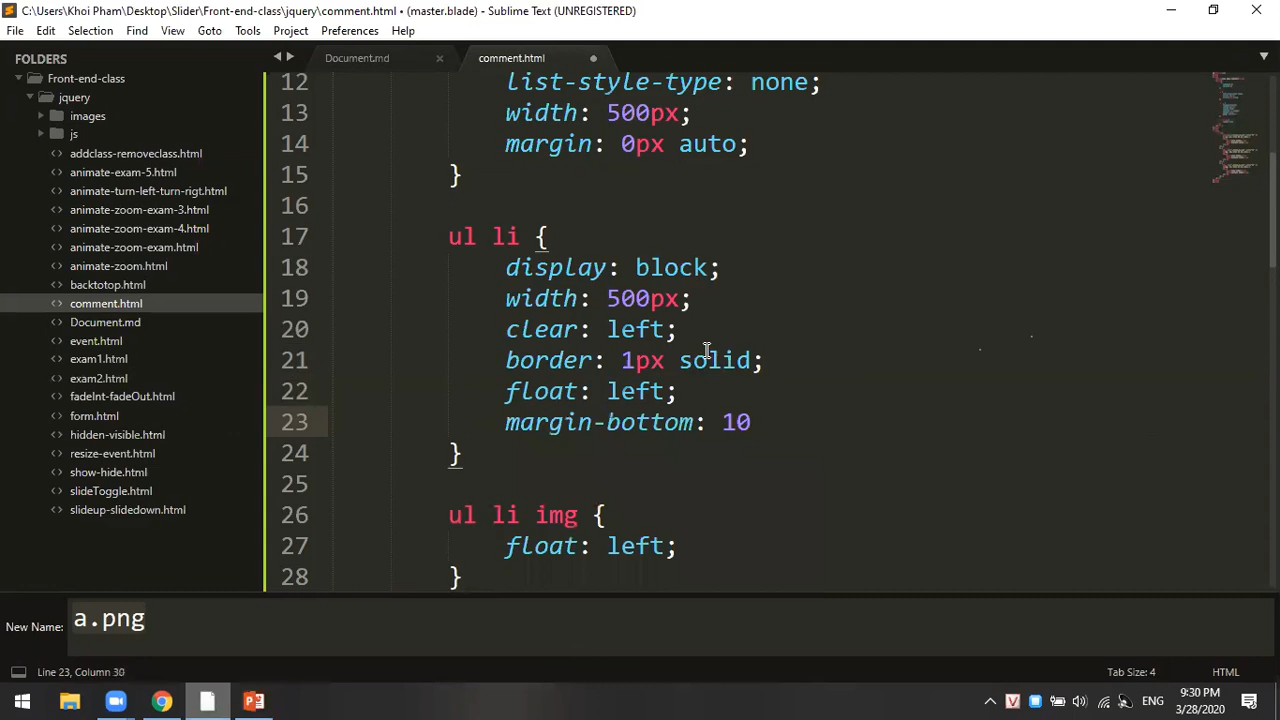 C:\Users\Khoi Pham\Desktop\Slider\Front-end-class\jquery\comment.html • (master.blade) - Sublime Text (UNREGISTERED)
File Edit Selection Find View Goto Tools Project Preferences Help
FOLDERS
Front-end-class
jquery
images
js
addclass-removeclass.html
animate-exam-5.html
animate-turn-left-turn-rigt.html
animate-zoom-exam-3.html
animate-zoom-exam-4.html
animate-zoom-exam.html
animate-zoom.html
backtotop.html
comment.html
Document.md
event.html
exam1.html
exam2.html
fadeInt-fadeOut.html
form.html
hidden-visible.html
resize-event.html
show-hide.html
slideToggle.html
slideup-slidedown.html
Document.md comment.html
12 list-style-type: none;
13 width: 500px;
14 margin: 0px auto;
15 }
16
17 ul li {
18 display: block;
19 width: 500px;
20 clear: left;
21 border: 1px solid;
22 float: left;
23 margin-bottom: 10
24 }
25
26 ul li img {
27 float: left;
28 }
New Name: a.png
Line 23, Column 30 Tab Size: 4 HTML
ENG 9:30 PM
3/28/2020